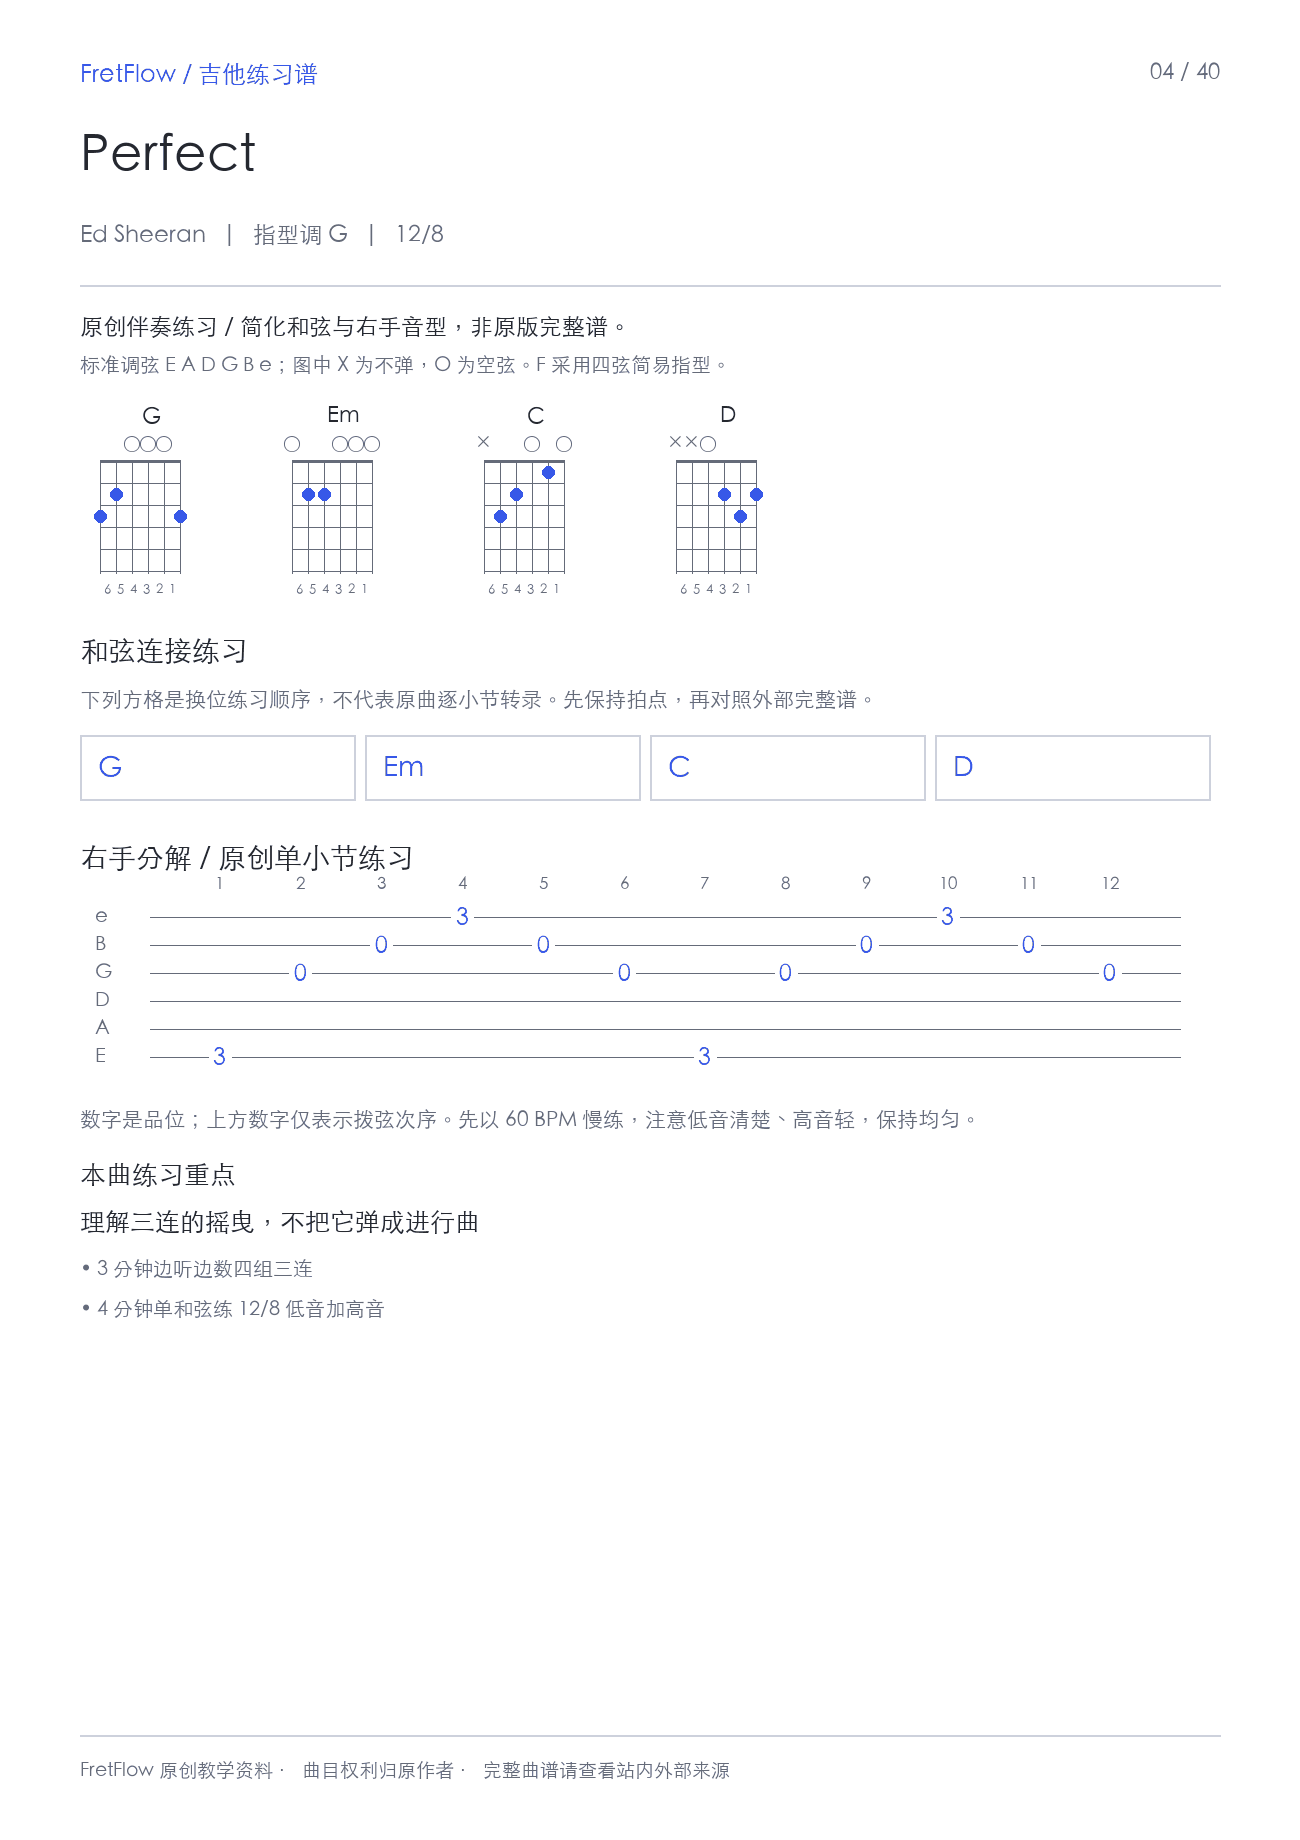 FretFlow / 吉他练习谱
04 / 40
Perfect
Ed Sheeran | 指型调 G | 12/8
原创伴奏练习 / 简化和弦与右手音型，非原版完整谱。
标准调弦 E A D G B e；图中 X 为不弹，O 为空弦。F 采用四弦简易指型。
G Em C D
× ××
6 5 4 3 2 1 6 5 4 3 2 1 6 5 4 3 2 1 6 5 4 3 2 1
和弦连接练习
下列方格是换位练习顺序，不代表原曲逐小节转录。先保持拍点，再对照外部完整谱。
G Em C D
右手分解 / 原创单小节练习
1 2 3 4 5 6 7 8 9 10 11 12
e 3 3
B 0 0 0 0
G 0 0 0 0
D
A
E 3 3
数字是品位；上方数字仅表示拨弦次序。先以 60 BPM 慢练，注意低音清楚、高音轻，保持均匀。
本曲练习重点
理解三连的摇曳，不把它弹成进行曲
• 3 分钟边听边数四组三连
• 4 分钟单和弦练 12/8 低音加高音
FretFlow 原创教学资料 · 曲目权利归原作者 · 完整曲谱请查看站内外部来源